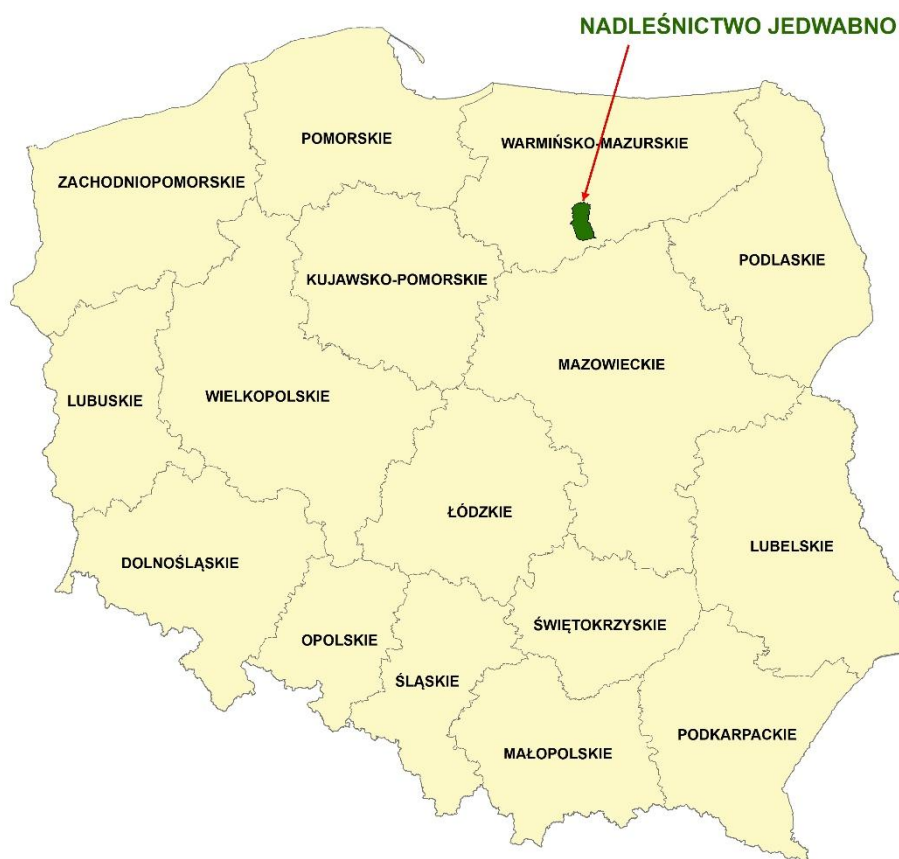 NADLEŚNICTWO JEDWABNO
POMORSKIE
WARMIŃSKO-MAZURSKIE
ZACHODNIOPOMORSKIE
PODLASKIE
KUJAWSKO-POMORSKIE
MAZOWIECKIE
LUBUSKIE
WIELKOPOLSKIE
ŁÓDZKIE
LUBELSKIE
DOLNOŚLĄSKIE
ŚWIĘTOKRZYSKIE
OPOLSKIE
ŚLĄSKIE
PODKARPACKIE
MAŁOPOLSKIE